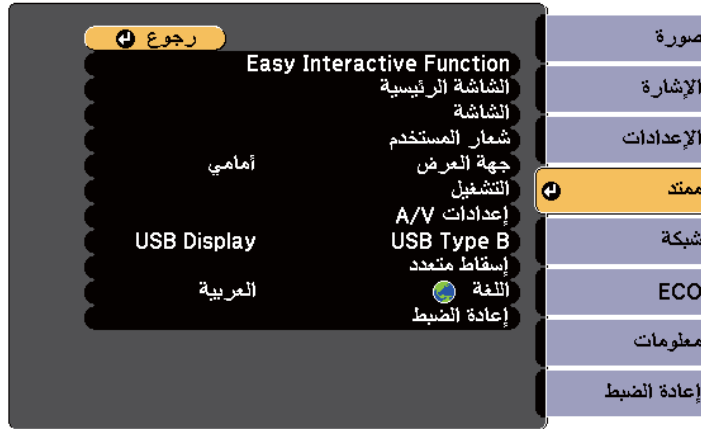 صورة
الإشارة
الإعدادات
ممتد
شبكة
ECO
معلومات
إعادة الضبط
رجوع
Easy Interactive Function
الشاشة الرئيسية
الشاشة
شعار المستخدم
جهة العرض أمامي
التشغيل
إعدادات A/V
USB Type B USB Display
إسقاط متعدد
اللغة العربية
إعادة الضبط